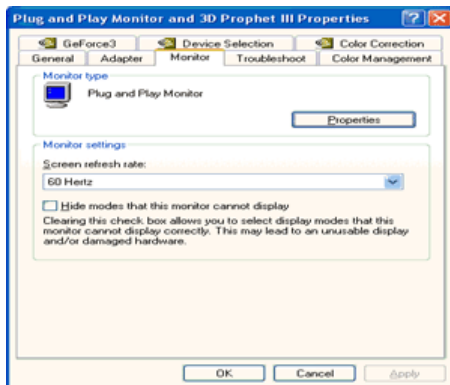 Plug and Play Monitor and 3D Prophet III Properties
GeForce3 Device Selection Color Correction
General Adapter Monitor Troubleshoot Color Management
Monitor type
Plug and Play Monitor
Properties
Monitor settings
Screen refresh rate:
60 Hertz
Hide modes that this monitor cannot display
Clearing this check box allows you to select display modes that this
monitor cannot display correctly. This may lead to an unusable display
and/or damaged hardware.
OK Cancel Apply